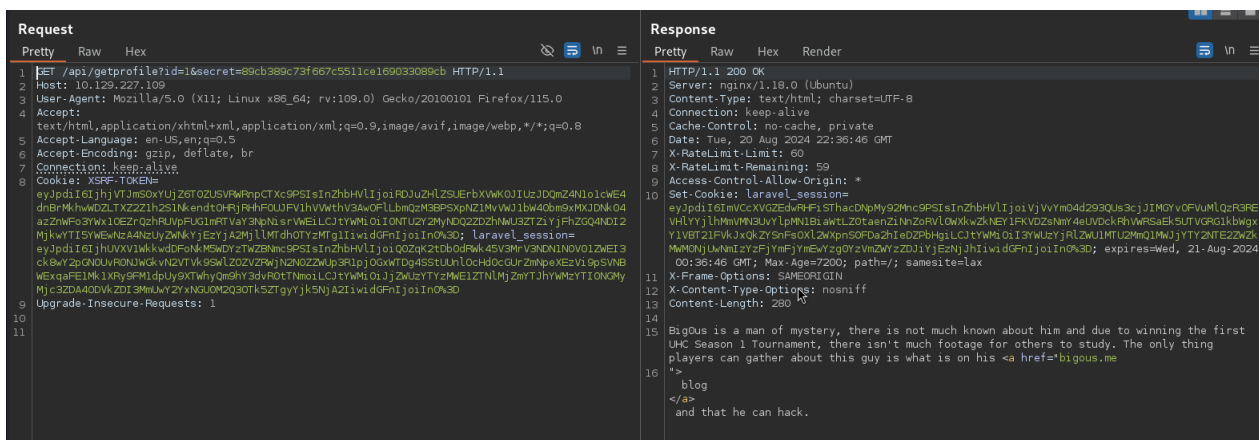 Request
Pretty Raw Hex
\n
1 GET /api/getprofile?id=1&secret=89cb389c73f667c5511ce169033089cb HTTP/1.1
2 Host: 10.129.227.109
3 User-Agent: Mozilla/5.0 (X11; Linux x86_64; rv:109.0) Gecko/20100101 Firefox/115.0
4 Accept:
text/html,application/xhtml+xml,application/xml;q=0.9,image/avif,image/webp,*/*;q=0.8
5 Accept-Language: en-US,en;q=0.5
6 Accept-Encoding: gzip, deflate, br
7 Connection: keep-alive
8 Cookie: XSRF-TOKEN=
laravel_session=
9 Upgrade-Insecure-Requests: 1
10
11
Response
Pretty Raw Hex Render
\n
1 HTTP/1.1 200 OK
2 Server: nginx/1.18.0 (Ubuntu)
3 Content-Type: text/html; charset=UTF-8
4 Connection: keep-alive
5 Cache-Control: no-cache, private
6 Date: Tue, 20 Aug 2024 22:36:46 GMT
7 X-RateLimit-Limit: 60
8 X-RateLimit-Remaining: 59
9 Access-Control-Allow-Origin: *
10 Set-Cookie: laravel_session=
expires=Wed, 21-Aug-2024
00:36:46 GMT; Max-Age=7200; path=/; samesite=lax
11 X-Frame-Options: SAMEORIGIN
12 X-Content-Type-Options: nosniff
13 Content-Length: 280
14
15 BigOus is a man of mystery, there is not much known about him and due to winning the first
UHC Season 1 Tournament, there isn't much footage for others to study. The only thing
players can gather about this guy is what is on his <a href="bigous.me
16 ">
blog
</a>
and that he can hack.